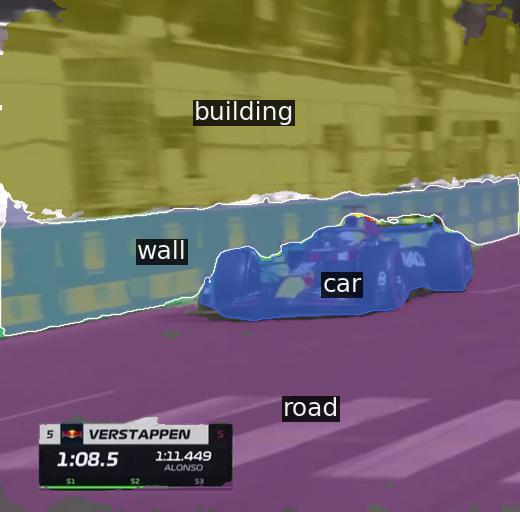 building
wall
car
road
5 VERSTAPPEN 5
1:08.5 1:11.449
ALONSO
S1 S2 S3